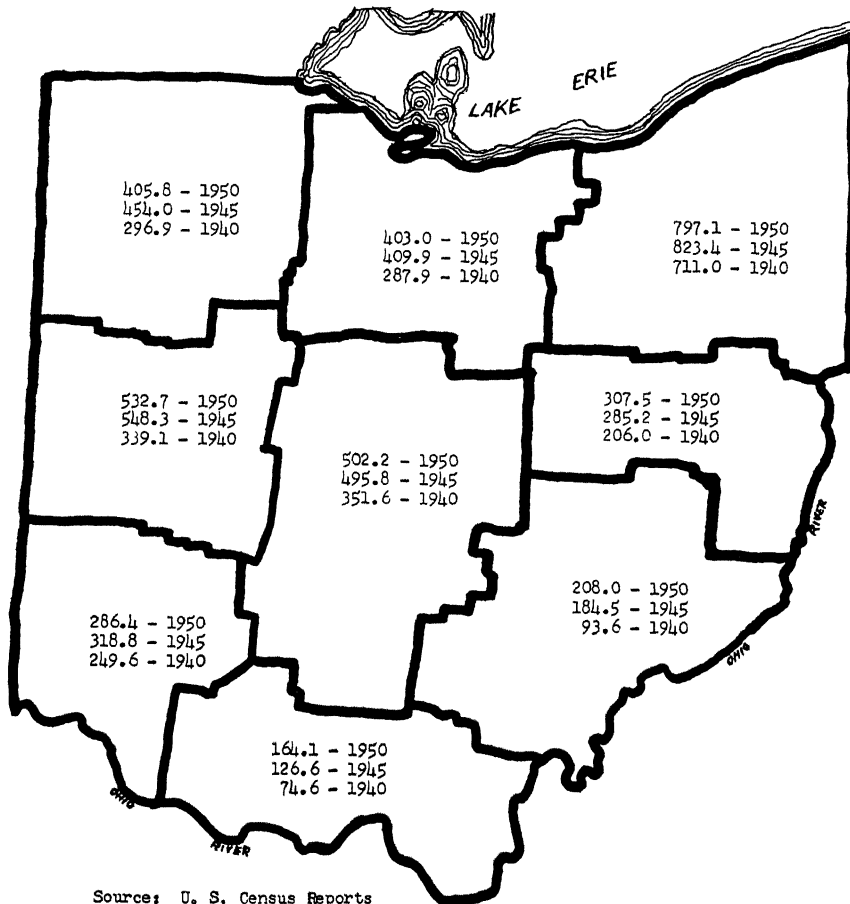 LAKE ERIE
405.8 - 1950
454.0 - 1945
296.9 - 1940
403.0 - 1950
409.9 - 1945
287.9 - 1940
797.1 - 1950
823.4 - 1945
711.0 - 1940
532.7 - 1950
548.3 - 1945
339.1 - 1940
502.2 - 1950
495.8 - 1945
351.6 - 1940
307.5 - 1950
285.2 - 1945
206.0 - 1940
RIVER
286.4 - 1950
318.8 - 1945
249.6 - 1940
208.0 - 1950
184.5 - 1945
93.6 - 1940
OHIO
164.1 - 1950
126.6 - 1945
74.6 - 1940
OHIO
RIVER
Source: U. S. Census Reports